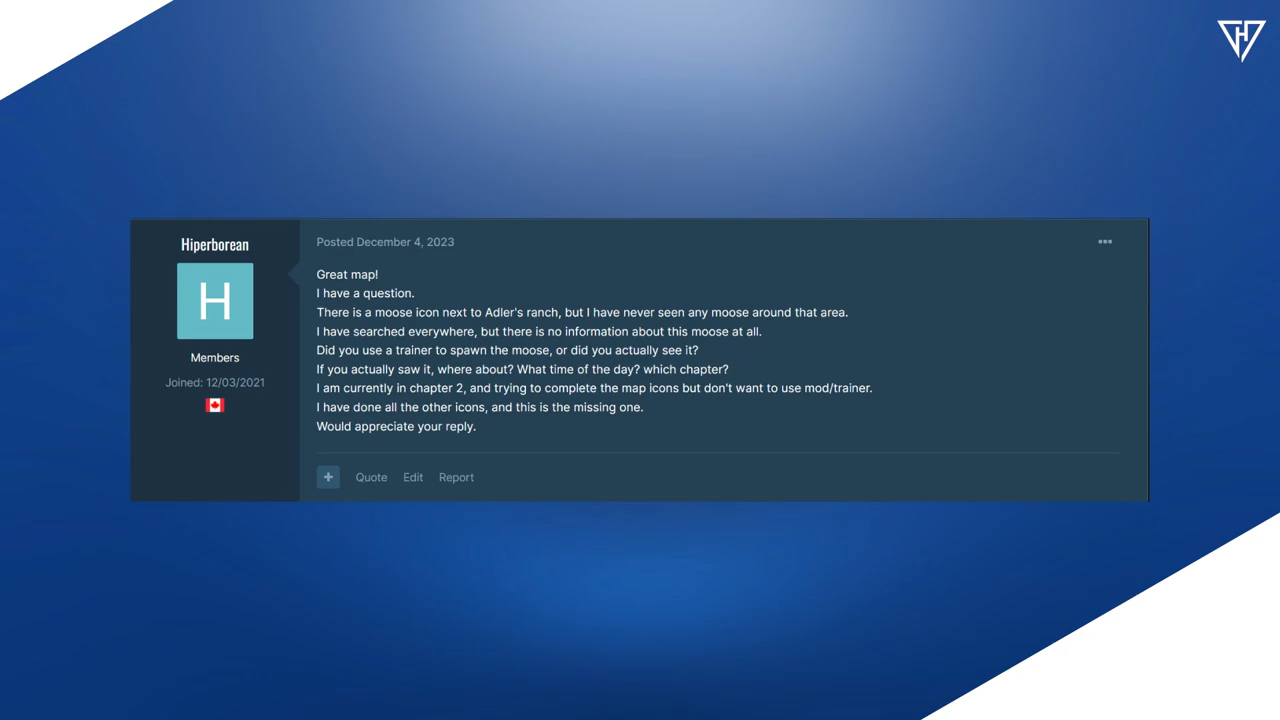 Hiperborean
H
Members
Joined: 12/03/2021
Posted December 4, 2023
Great map!
I have a question.
There is a moose icon next to Adler's ranch, but I have never seen any moose around that area.
I have searched everywhere, but there is no information about this moose at all.
Did you use a trainer to spawn the moose, or did you actually see it?
If you actually saw it, where about? What time of the day? which chapter?
I am currently in chapter 2, and trying to complete the map icons but don't want to use mod/trainer.
I have done all the other icons, and this is the missing one.
Would appreciate your reply.
+ Quote Edit Report